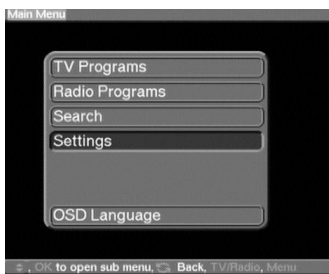 Main Menu
TV Programs
Radio Programs
Search
Settings
OSD Language
, OK to open sub menu, Back, TV/Radio, Menu